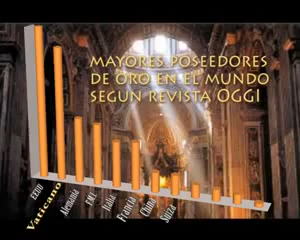 MAYORES POSEEDORES
DE ORO EN EL MUNDO
SEGUN REVISTA OGGI
EEUU
Vaticano
Alemania
FMI
Italia
Francia
China
Suiza